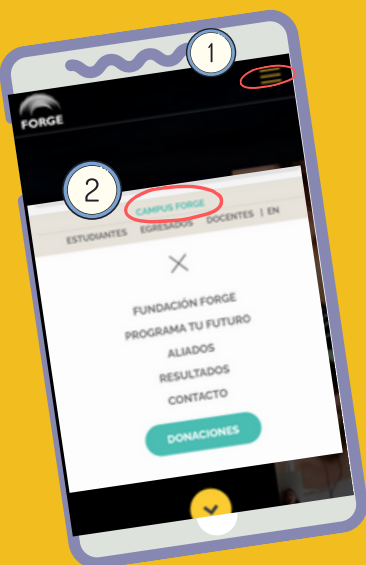 1
FORGE
2
CAMPUS FORGE
ESTUDIANTES EGRESADOS DOCENTES | EN
FUNDACIÓN FORGE
PROGRAMA TU FUTURO
ALIADOS
RESULTADOS
CONTACTO
DONACIONES